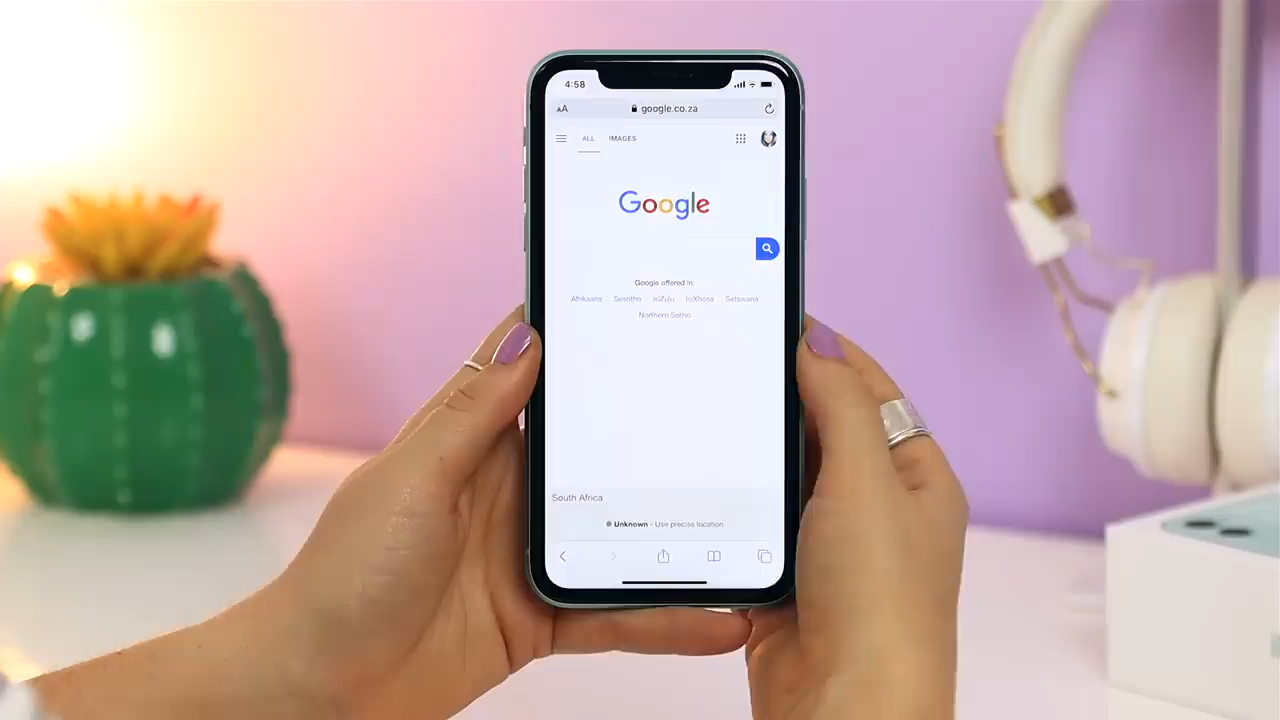 4:58
AA google.co.za
ALL IMAGES
Google
Google offered in:
Afrikaans Sesotho IsiZulu IsiXhosa Setswana
Northern Sotho
South Africa
Unknown - Use precise location